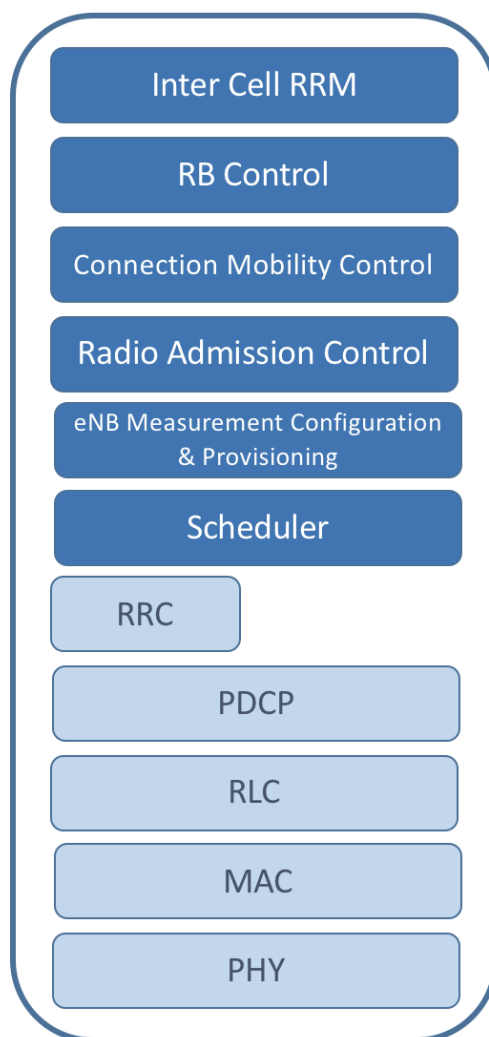 Inter Cell RRM
RB Control
Connection Mobility Control
Radio Admission Control
eNB Measurement Configuration
& Provisioning
Scheduler
RRC
PDCP
RLC
MAC
PHY